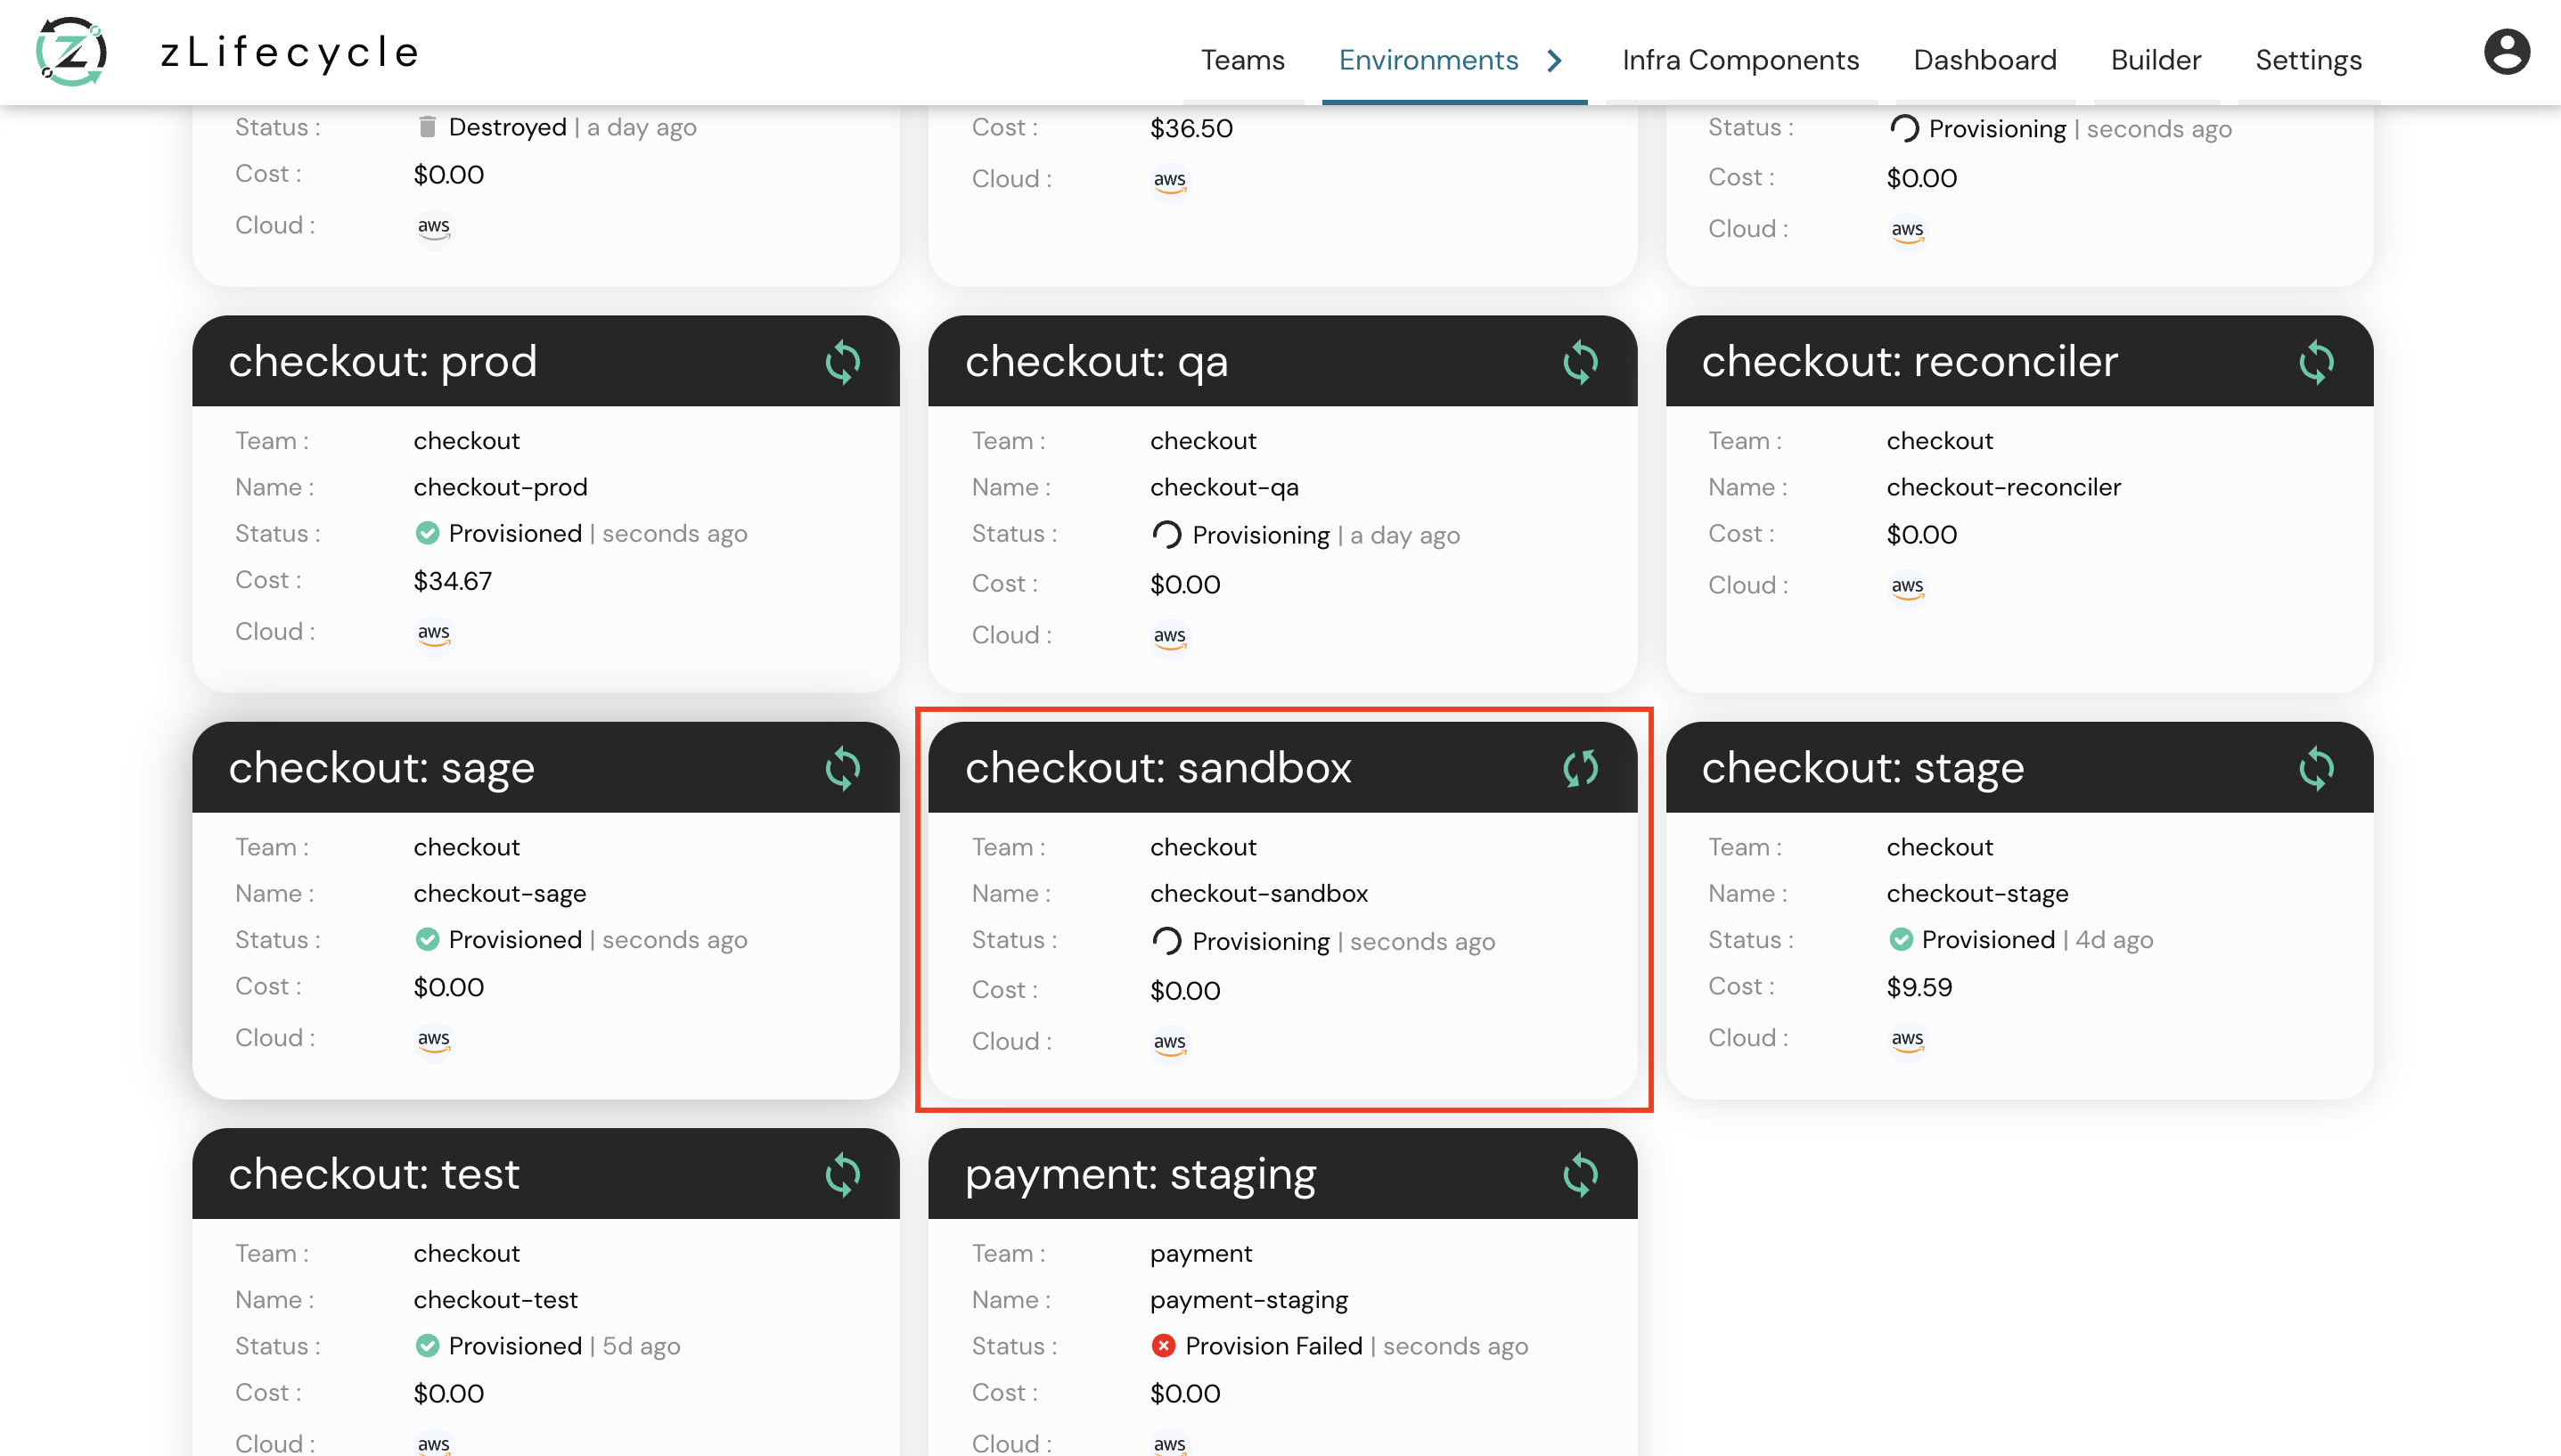 zLifecycle
Teams Environments Infra Components Dashboard Builder Settings
Status : Destroyed | a day ago
Cost : $0.00
Cloud : aws
Cost : $36.50
Cloud : aws
Status : Provisioning | seconds ago
Cost : $0.00
Cloud : aws
checkout: prod
Team : checkout
Name : checkout-prod
Status : Provisioned | seconds ago
Cost : $34.67
Cloud : aws
checkout: qa
Team : checkout
Name : checkout-qa
Status : Provisioning | a day ago
Cost : $0.00
Cloud : aws
checkout: reconciler
Team : checkout
Name : checkout-reconciler
Cost : $0.00
Cloud : aws
checkout: sage
Team : checkout
Name : checkout-sage
Status : Provisioned | seconds ago
Cost : $0.00
Cloud : aws
checkout: sandbox
Team : checkout
Name : checkout-sandbox
Status : Provisioning | seconds ago
Cost : $0.00
Cloud : aws
checkout: stage
Team : checkout
Name : checkout-stage
Status : Provisioned | 4d ago
Cost : $9.59
Cloud : aws
checkout: test
Team : checkout
Name : checkout-test
Status : Provisioned | 5d ago
Cost : $0.00
Cloud : aws
payment: staging
Team : payment
Name : payment-staging
Status : Provision Failed | seconds ago
Cost : $0.00
Cloud : aws